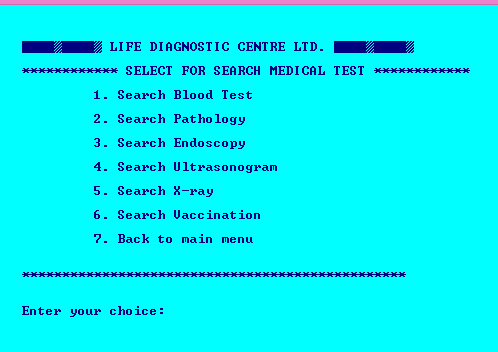 LIFE DIAGNOSTIC CENTRE LTD.
************ SELECT FOR SEARCH MEDICAL TEST ************
1. Search Blood Test
2. Search Pathology
3. Search Endoscopy
4. Search Ultrasonogram
5. Search X-ray
6. Search Vaccination
7. Back to main menu
************************************************
Enter your choice: